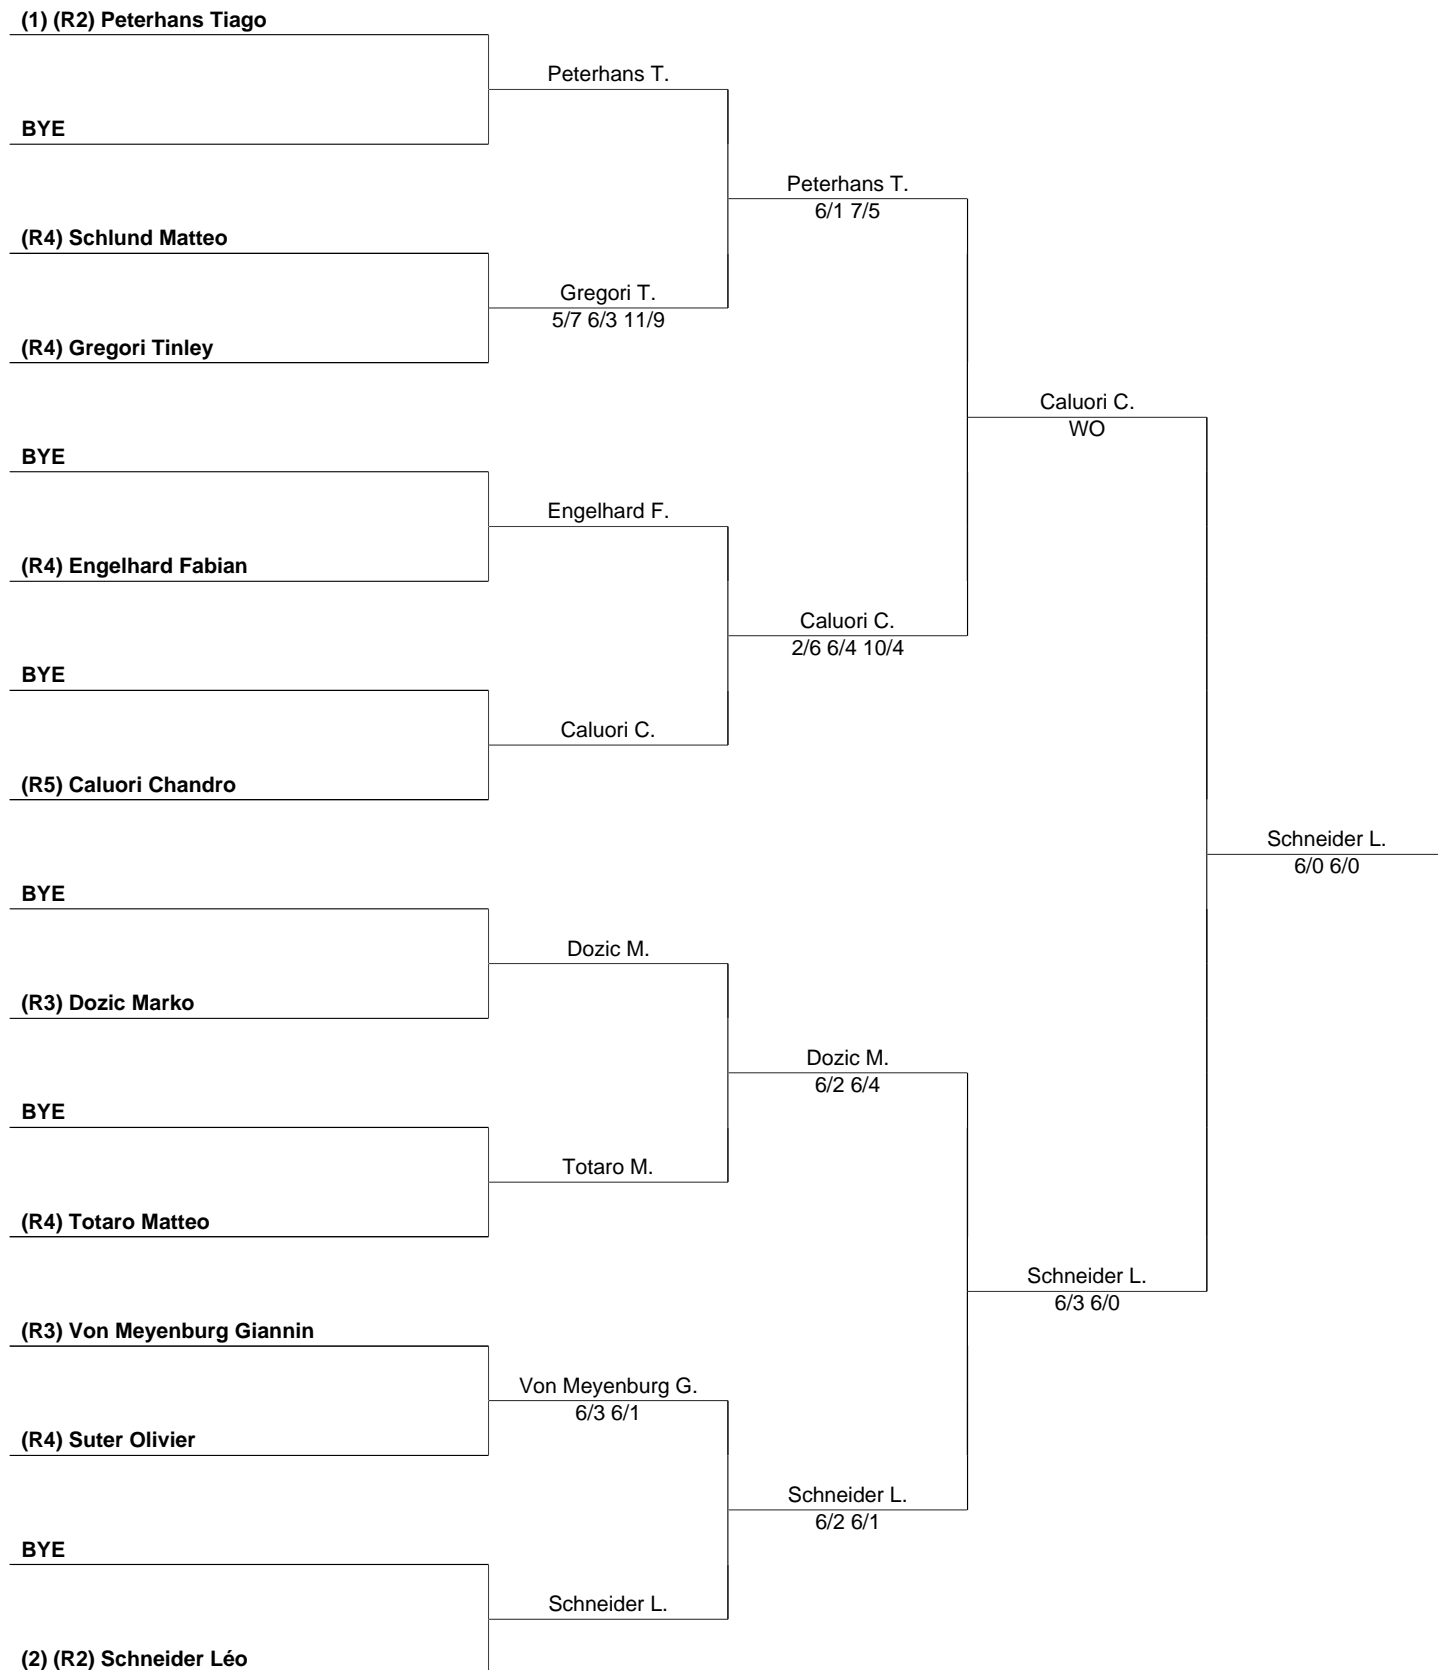 (1) (R2) Peterhans Tiago
Peterhans T.
BYE
Peterhans T.
6/1 7/5
(R4) Schlund Matteo
Gregori T.
5/7 6/3 11/9
(R4) Gregori Tinley
Caluori C.
WO
BYE
Engelhard F.
(R4) Engelhard Fabian
Caluori C.
2/6 6/4 10/4
BYE
Caluori C.
(R5) Caluori Chandro
Schneider L.
6/0 6/0
BYE
Dozic M.
(R3) Dozic Marko
Dozic M.
6/2 6/4
BYE
Totaro M.
(R4) Totaro Matteo
Schneider L.
6/3 6/0
(R3) Von Meyenburg Giannin
Von Meyenburg G.
6/3 6/1
(R4) Suter Olivier
Schneider L.
6/2 6/1
BYE
Schneider L.
(2) (R2) Schneider Léo